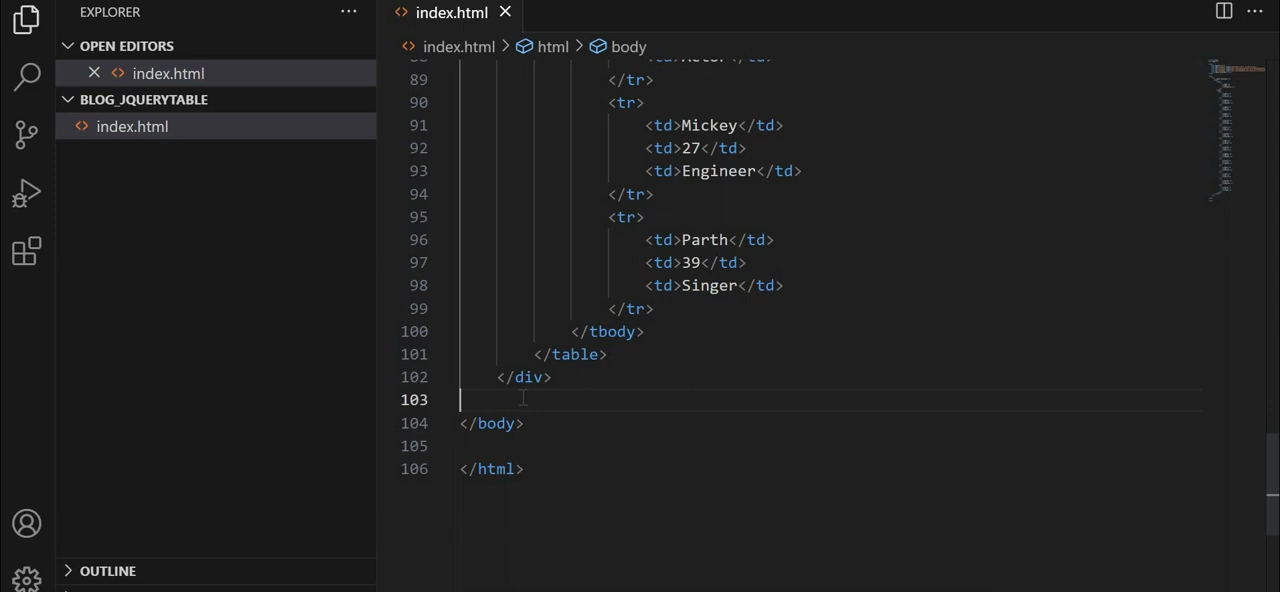 EXPLORER
OPEN EDITORS
index.html
BLOG_JQUERYTABLE
index.html
OUTLINE
index.html
index.html > html > body
89 </tr>
90 <tr>
91 <td>Mickey</td>
92 <td>27</td>
93 <td>Engineer</td>
94 </tr>
95 <tr>
96 <td>Parth</td>
97 <td>39</td>
98 <td>Singer</td>
99 </tr>
100 </tbody>
101 </table>
102 </div>
103
104 </body>
105
106 </html>